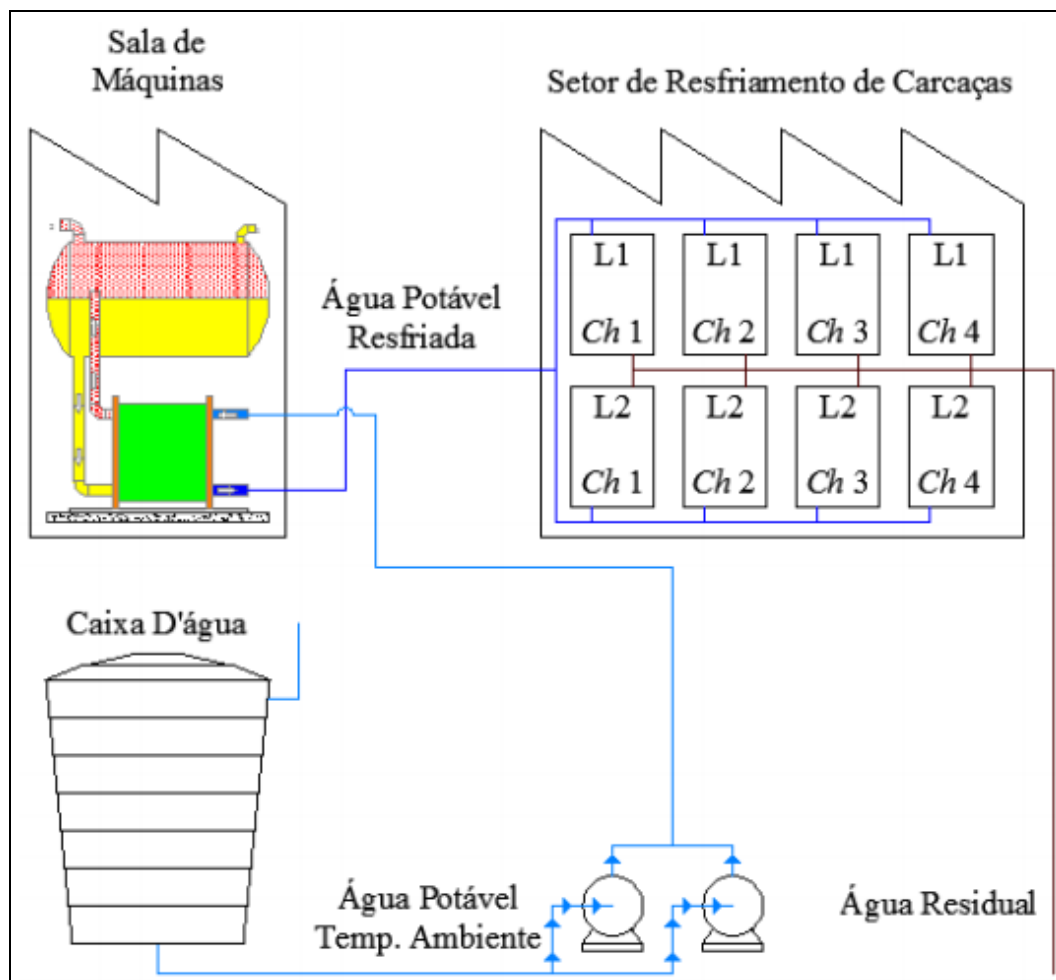 Sala de
Máquinas
Setor de Resfriamento de Carcaças
Água Potável
Resfriada
L1
L1
L1
L1
Ch 1
Ch 2
Ch 3
Ch 4
L2
L2
L2
L2
Ch 1
Ch 2
Ch 3
Ch 4
Caixa D'água
Água Potável
Temp. Ambiente
Água Residual